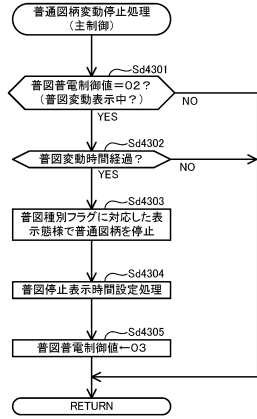 普通図柄変動停止処理
(主制御)
Sd4301
普図普電制御値=02?
(普図変動表示中?)
NO
YES
Sd4302
普図変動時間経過?
NO
YES
Sd4303
普図種別フラグに対応した表
示態様で普通図柄を停止
Sd4304
普図停止表示時間設定処理
Sd4305
普図普電制御値←03
RETURN